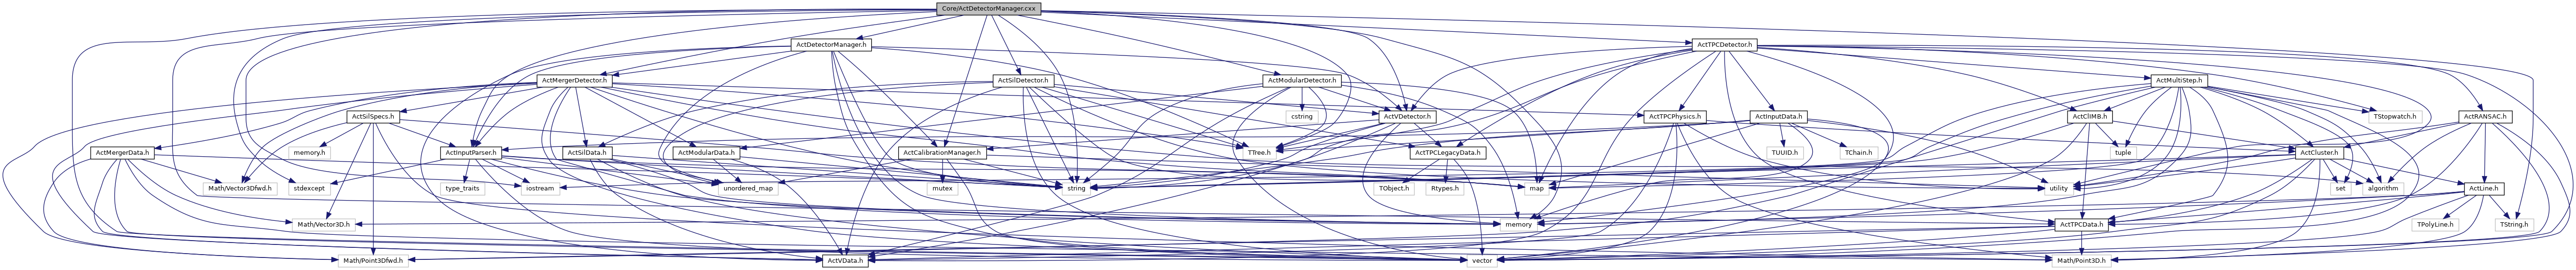 Core/ActDetectorManager.cxx
ActDetectorManager.h
ActTPCDetector.h
ActMergerDetector.h
ActSilDetector.h
ActModularDetector.h
ActMultiStep.h
ActSilSpecs.h
cstring
ActVDetector.h
ActTPCPhysics.h
ActInputData.h
ActClIMB.h
TStopwatch.h
ActRANSAC.h
ActMergerData.h
memory.h
ActInputParser.h
ActSilData.h
ActModularData.h
ActCalibrationManager.h
TTree.h
ActTPCLegacyData.h
TUUID.h
TChain.h
tuple
ActCluster.h
Math/Vector3Dfwd.h
stdexcept
type_traits
iostream
unordered_map
mutex
string
TObject.h
Rtypes.h
map
utility
set
algorithm
ActLine.h
Math/Vector3D.h
memory
ActTPCData.h
TPolyLine.h
TString.h
Math/Point3Dfwd.h
ActVData.h
vector
Math/Point3D.h